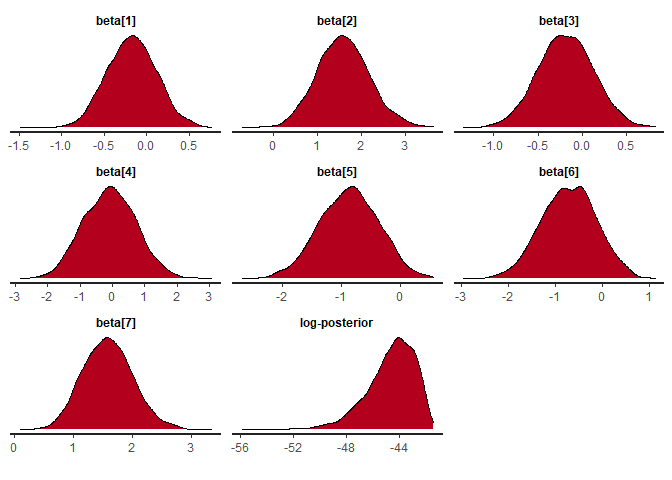 beta[1] beta[2] beta[3]
-1.5 -1.0 -0.5 0.0 0.5 0 1 2 3 -1.0 -0.5 0.0 0.5
beta[4] beta[5] beta[6]
-3 -2 -1 0 1 2 3 -2 -1 0 -3 -2 -1 0 1
beta[7] log-posterior
0 1 2 3 -56 -52 -48 -44